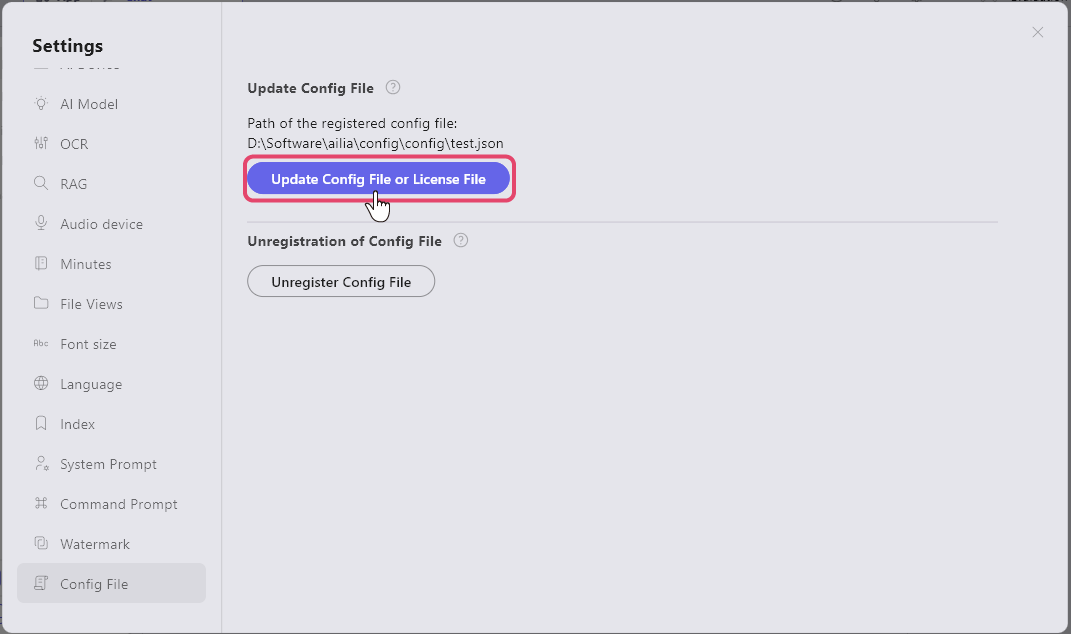 Settings
AI Model
OCR
RAG
Audio device
Minutes
File Views
Abc
Font size
Language
Index
System Prompt
Command Prompt
Watermark
Config File
Update Config File ?
Path of the registered config file:
D:\Software\ailia\config\config\test.json
Update Config File or License File
Unregistration of Config File ?
Unregister Config File